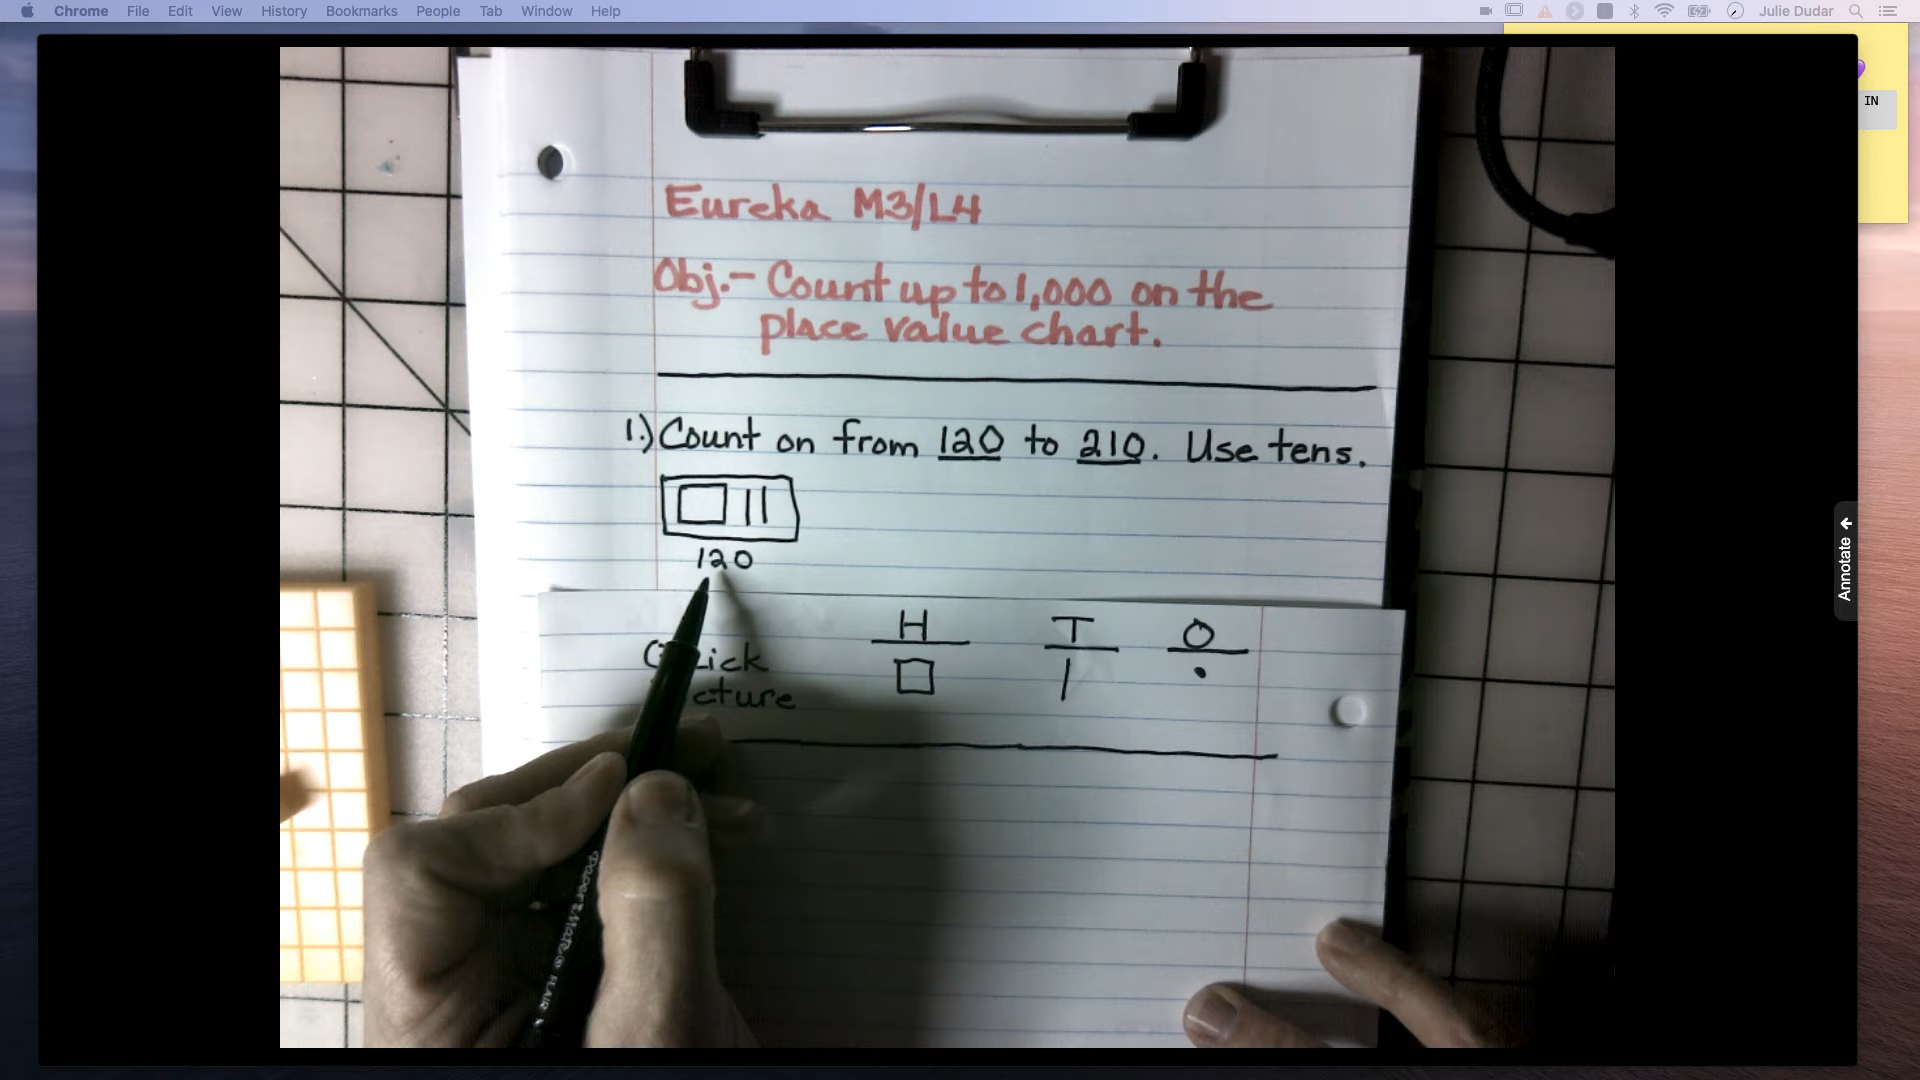 Chrome File Edit View History Bookmarks People Tab Window Help Julie Dudar
IN
Eureka M3/L4
Obj.- Count up to 1,000 on the
place value chart.
1.) Count on from 120 to 210. Use tens.
120
H T O
Annotate
PaperMate FLAIR